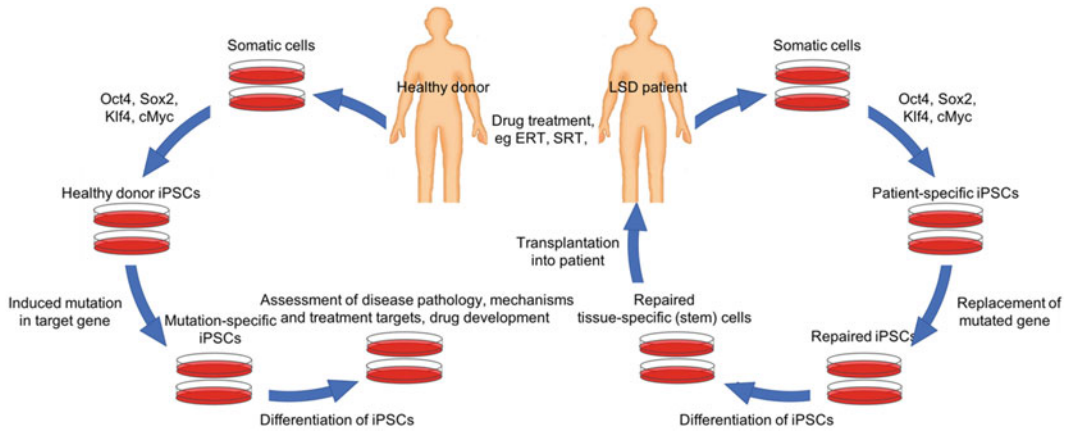 Somatic cells
Healthy donor
Oct4, Sox2,
Klf4, cMyc
Healthy donor iPSCs
Induced mutation
in target gene
Mutation-specific
iPSCs
Differentiation of iPSCs
Assessment of disease pathology, mechanisms
and treatment targets, drug development
Drug treatment,
eg ERT, SRT,
LSD patient
Somatic cells
Oct4, Sox2,
Klf4, cMyc
Patient-specific iPSCs
Replacement of
mutated gene
Repaired iPSCs
Differentiation of iPSCs
Repaired
tissue-specific (stem) cells
Transplantation
into patient